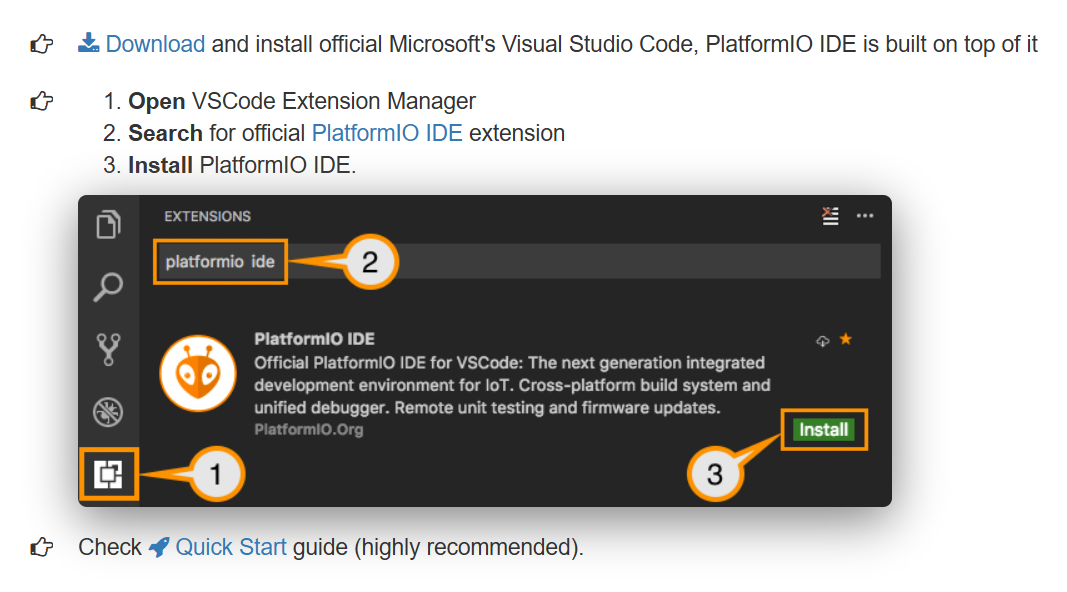 Download and install official Microsoft's Visual Studio Code, PlatformIO IDE is built on top of it
1. Open VSCode Extension Manager
2. Search for official PlatformIO IDE extension
3. Install PlatformIO IDE.
EXTENSIONS
platformio ide
2
PlatformIO IDE
Official PlatformIO IDE for VSCode: The next generation integrated
development environment for IoT. Cross-platform build system and
unified debugger. Remote unit testing and firmware updates.
PlatformIO.Org
Install
1
3
Check Quick Start guide (highly recommended).